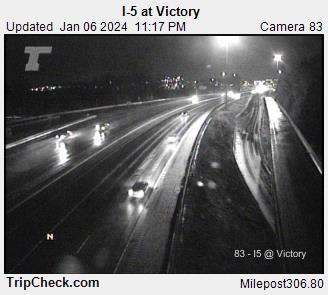 I-5 at Victory
Updated Jan 06 2024 11:17 PM Camera 83
T
N
83 - I5 @ Victory
TripCheck.com Milepost306.80